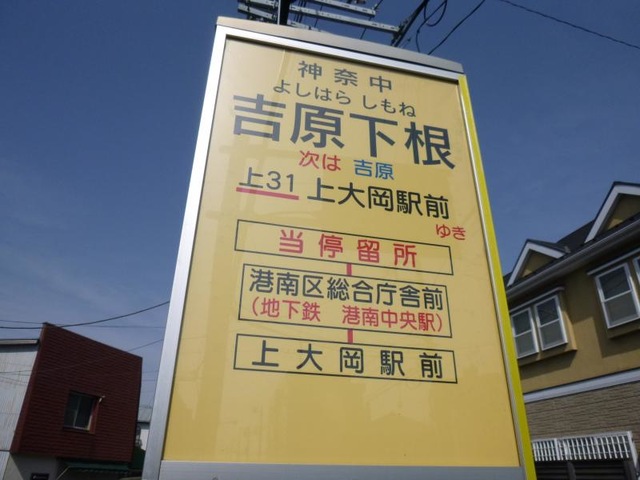 神奈中
よしはら しもね
吉原下根
次は 吉原
上31 上大岡駅前
ゆき
当停留所
港南区総合庁舎前
(地下鉄 港南中央駅)
上大岡駅前